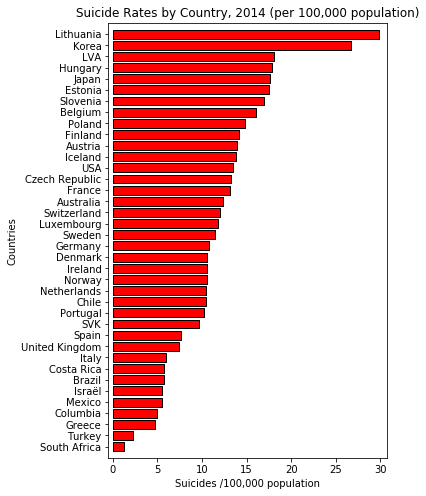 Suicide Rates by Country, 2014 (per 100,000 population)
Lithuania
Korea
LVA
Hungary
Japan
Estonia
Slovenia
Belgium
Poland
Finland
Austria
Iceland
USA
Czech Republic
France
Australia
Switzerland
Luxembourg
Sweden
Germany
Denmark
Ireland
Norway
Netherlands
Chile
Portugal
SVK
Spain
United Kingdom
Italy
Costa Rica
Brazil
Israël
Mexico
Columbia
Greece
Turkey
South Africa
Countries
0 5 10 15 20 25 30
Suicides /100,000 population